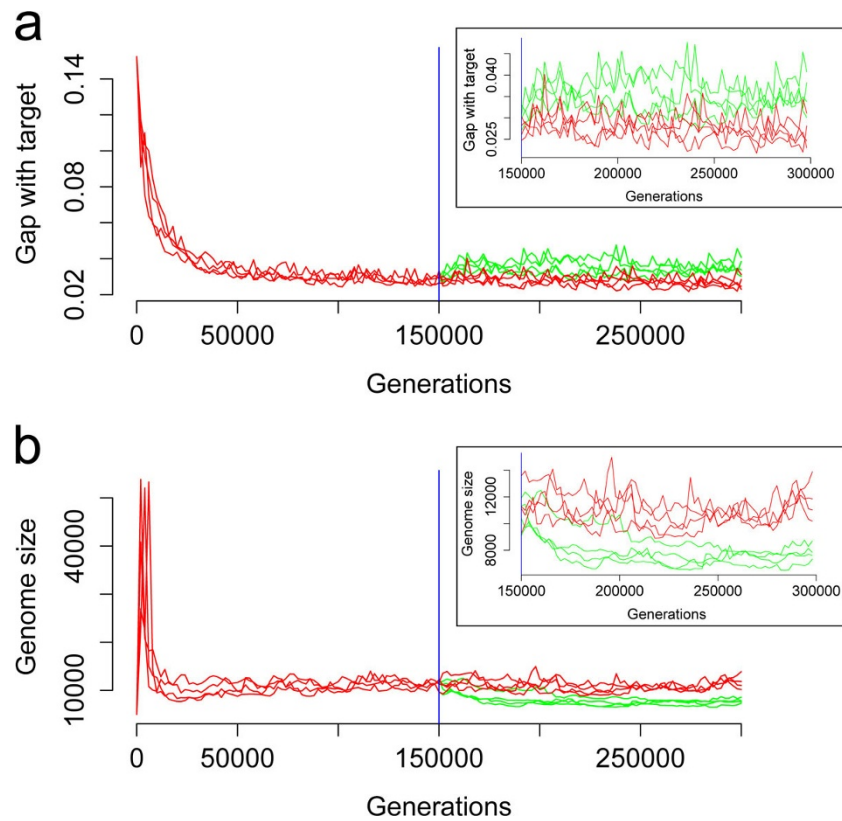 a
Gap with target
0.14
0.08
0.02
0 50000 150000 250000
Generations
Gap with target
0.040
0.025
150000 200000 250000 300000
Generations
b
Genome size
40000
10000
0 50000 150000 250000
Generations
Genome size
12000
8000
150000 200000 250000 300000
Generations